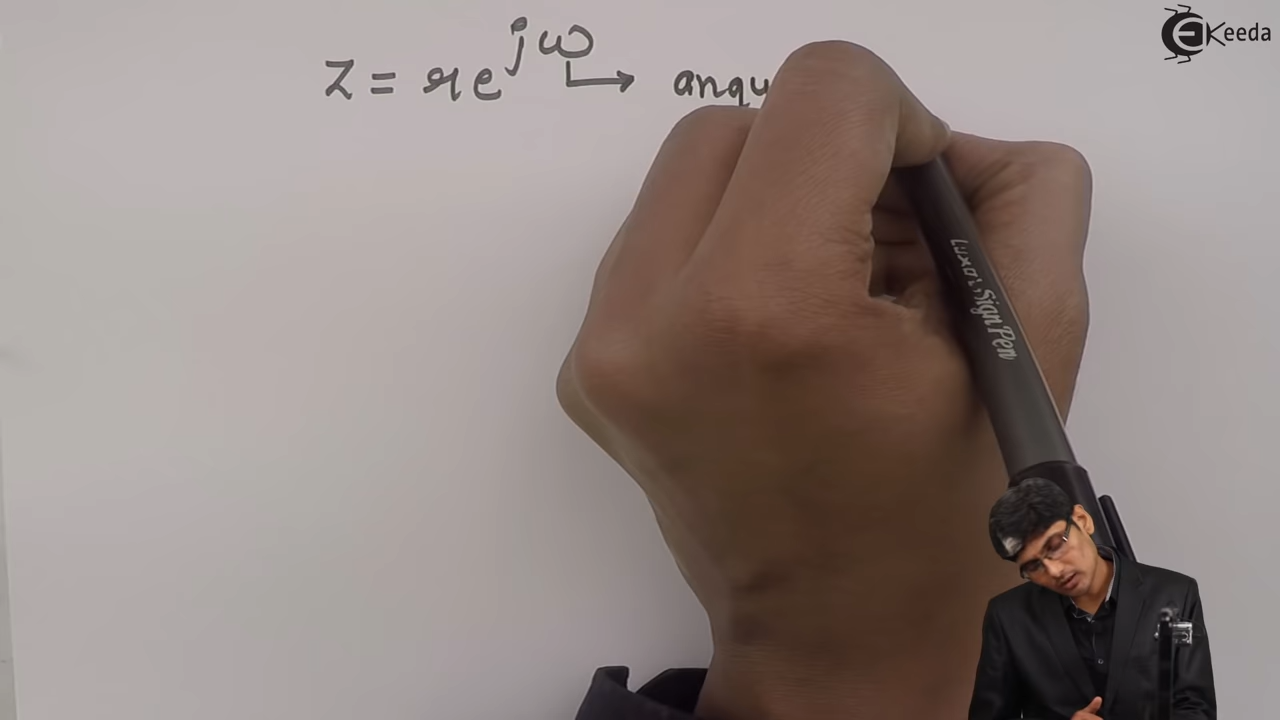 EKeeda
z = re^jω → angu
Luxor Sign Pen